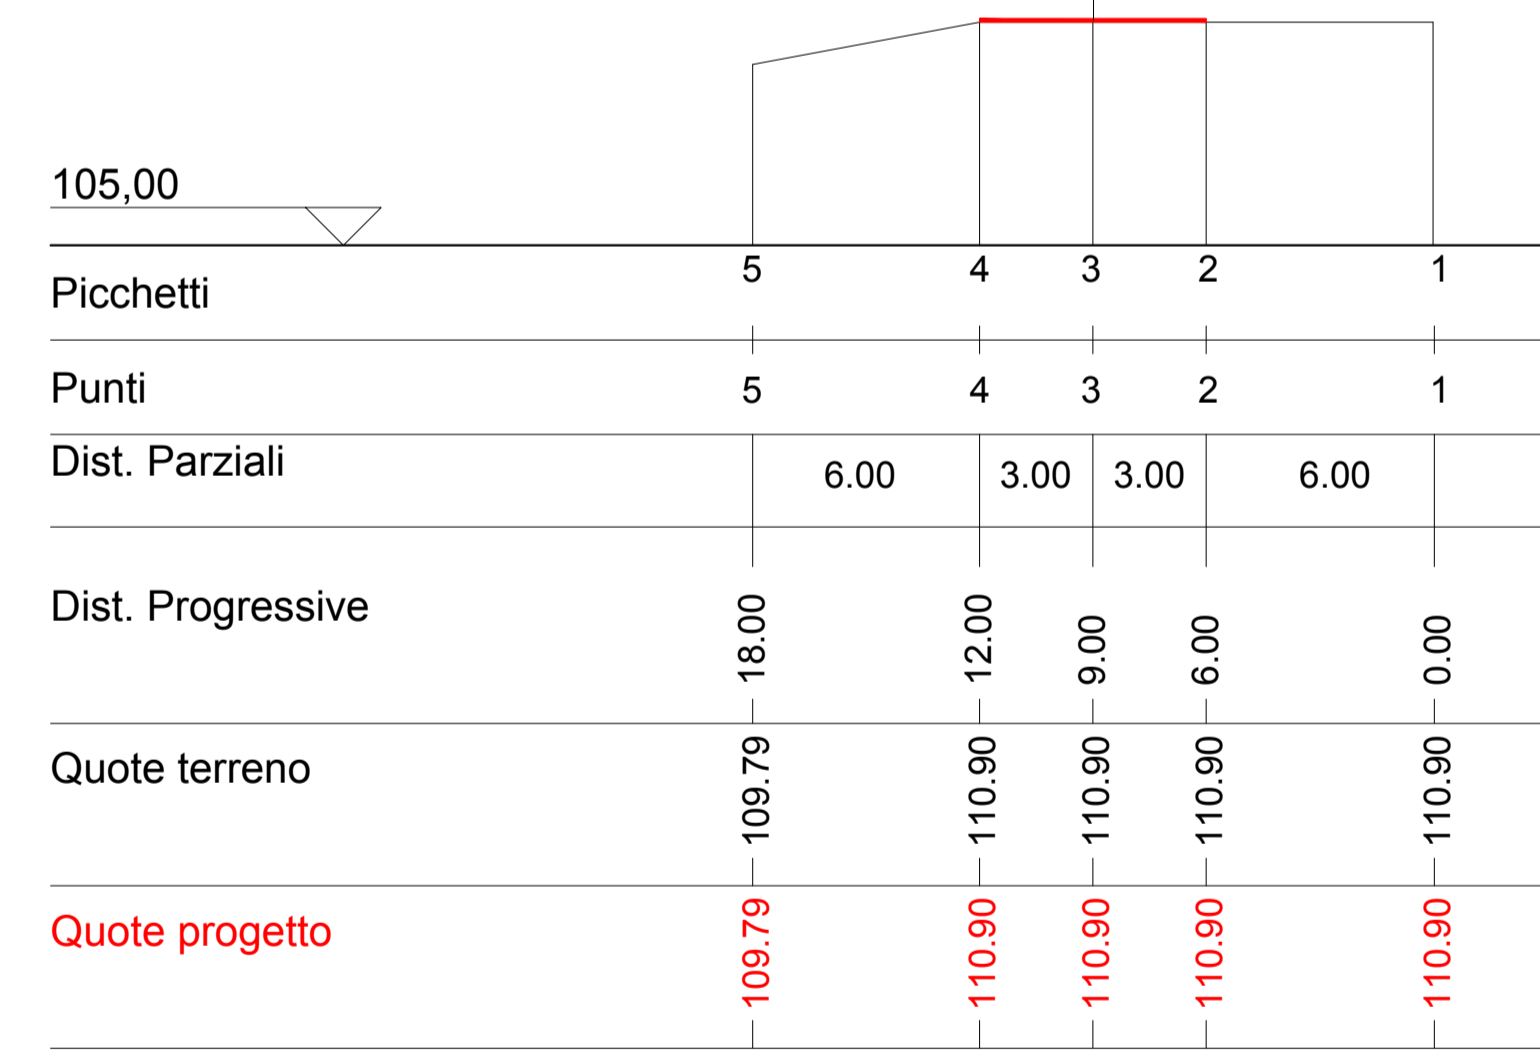 105,00
Picchetti 5 4 3 2 1
Punti 5 4 3 2 1
Dist. Parziali 6.00 3.00 3.00 6.00
Dist. Progressive 18.00 12.00 9.00 6.00 0.00
Quote terreno 109.79 110.90 110.90 110.90 110.90
Quote progetto 109.79 110.90 110.90 110.90 110.90